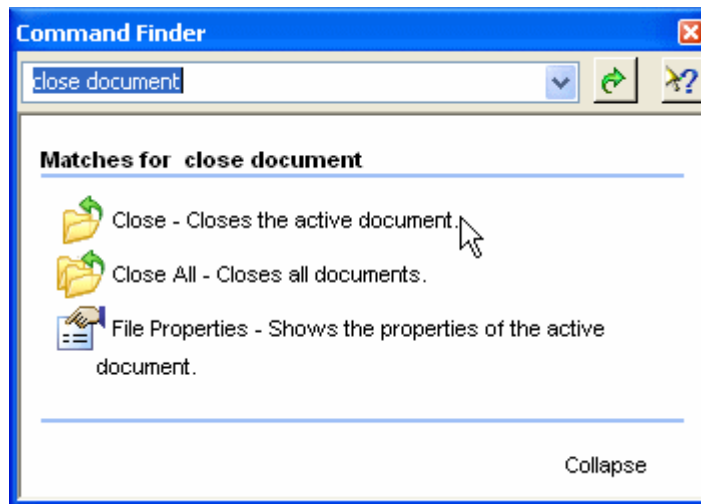 Command Finder
close document
Matches for close document
Close - Closes the active document.
Close All - Closes all documents.
File Properties - Shows the properties of the active
document.
Collapse